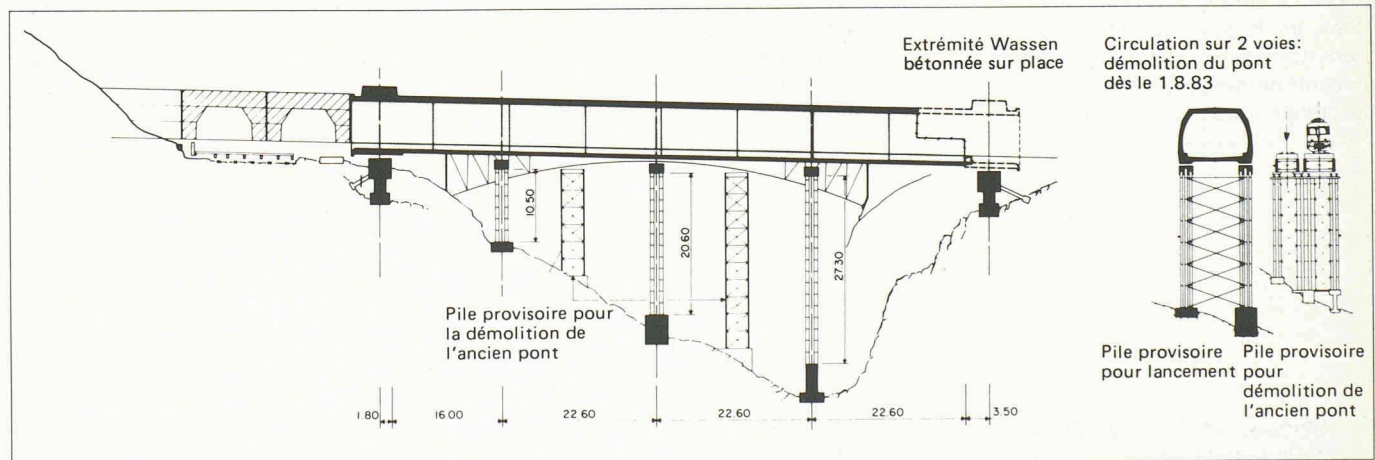 Extrémité Wassen
bétonnée sur place
Circulation sur 2 voies:
démolition du pont
dès le 1.8.83
10.50
20.60
27.30
Pile provisoire pour
la démolition de
l'ancien pont
Pile provisoire
pour lancement
Pile provisoire
pour
démolition de
l'ancien pont
1.80
16.00
22.60
22.60
22.60
3.50